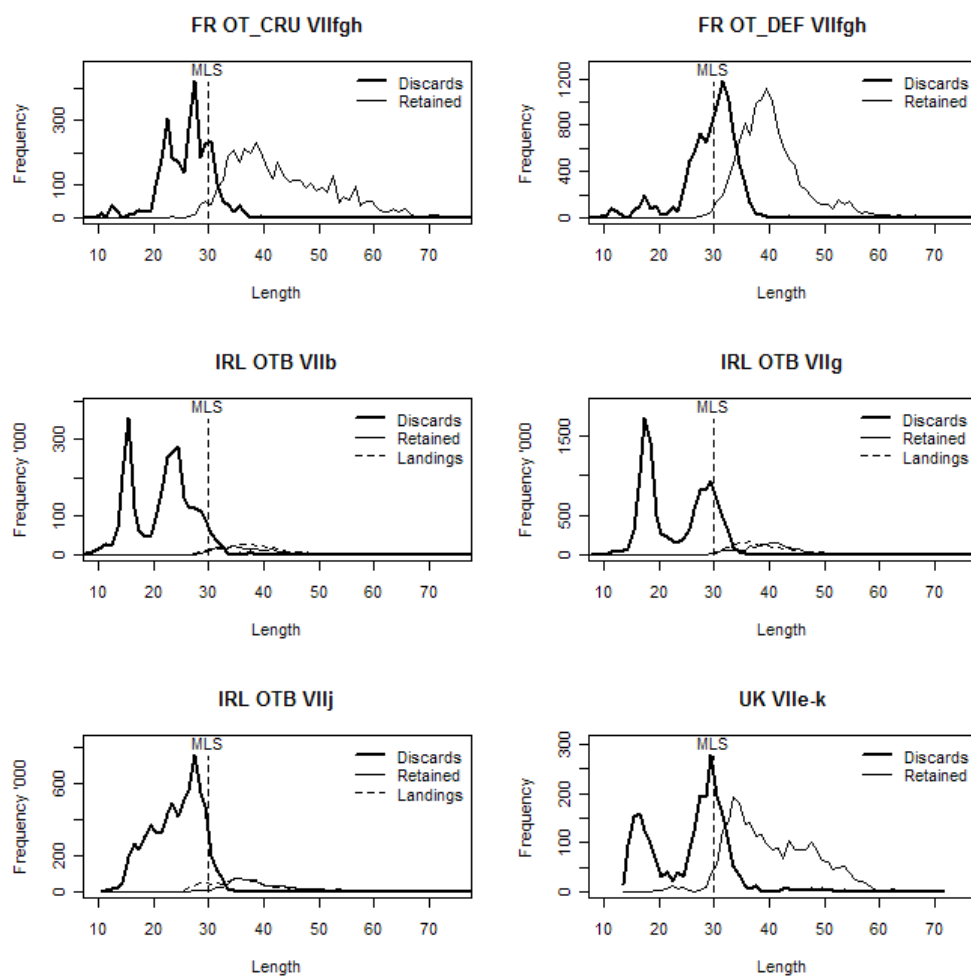 FR OT_CRU VIIfgh
MLS
Discards
Retained
Frequency
0 100 300
10 20 30 40 50 60 70
Length
FR OT_DEF VIIfgh
MLS
Discards
Retained
Frequency
0 400 800 1200
10 20 30 40 50 60 70
Length
IRL OTB VIIb
MLS
Discards
Retained
Landings
Frequency '000
0 100 300
10 20 30 40 50 60 70
Length
IRL OTB VIIg
MLS
Discards
Retained
Landings
Frequency '000
0 500 1500
10 20 30 40 50 60 70
Length
IRL OTB VIIj
MLS
Discards
Retained
Landings
Frequency '000
0 200 600
10 20 30 40 50 60 70
Length
UK VIIe-k
MLS
Discards
Retained
Frequency
0 100 200 300
10 20 30 40 50 60 70
Length